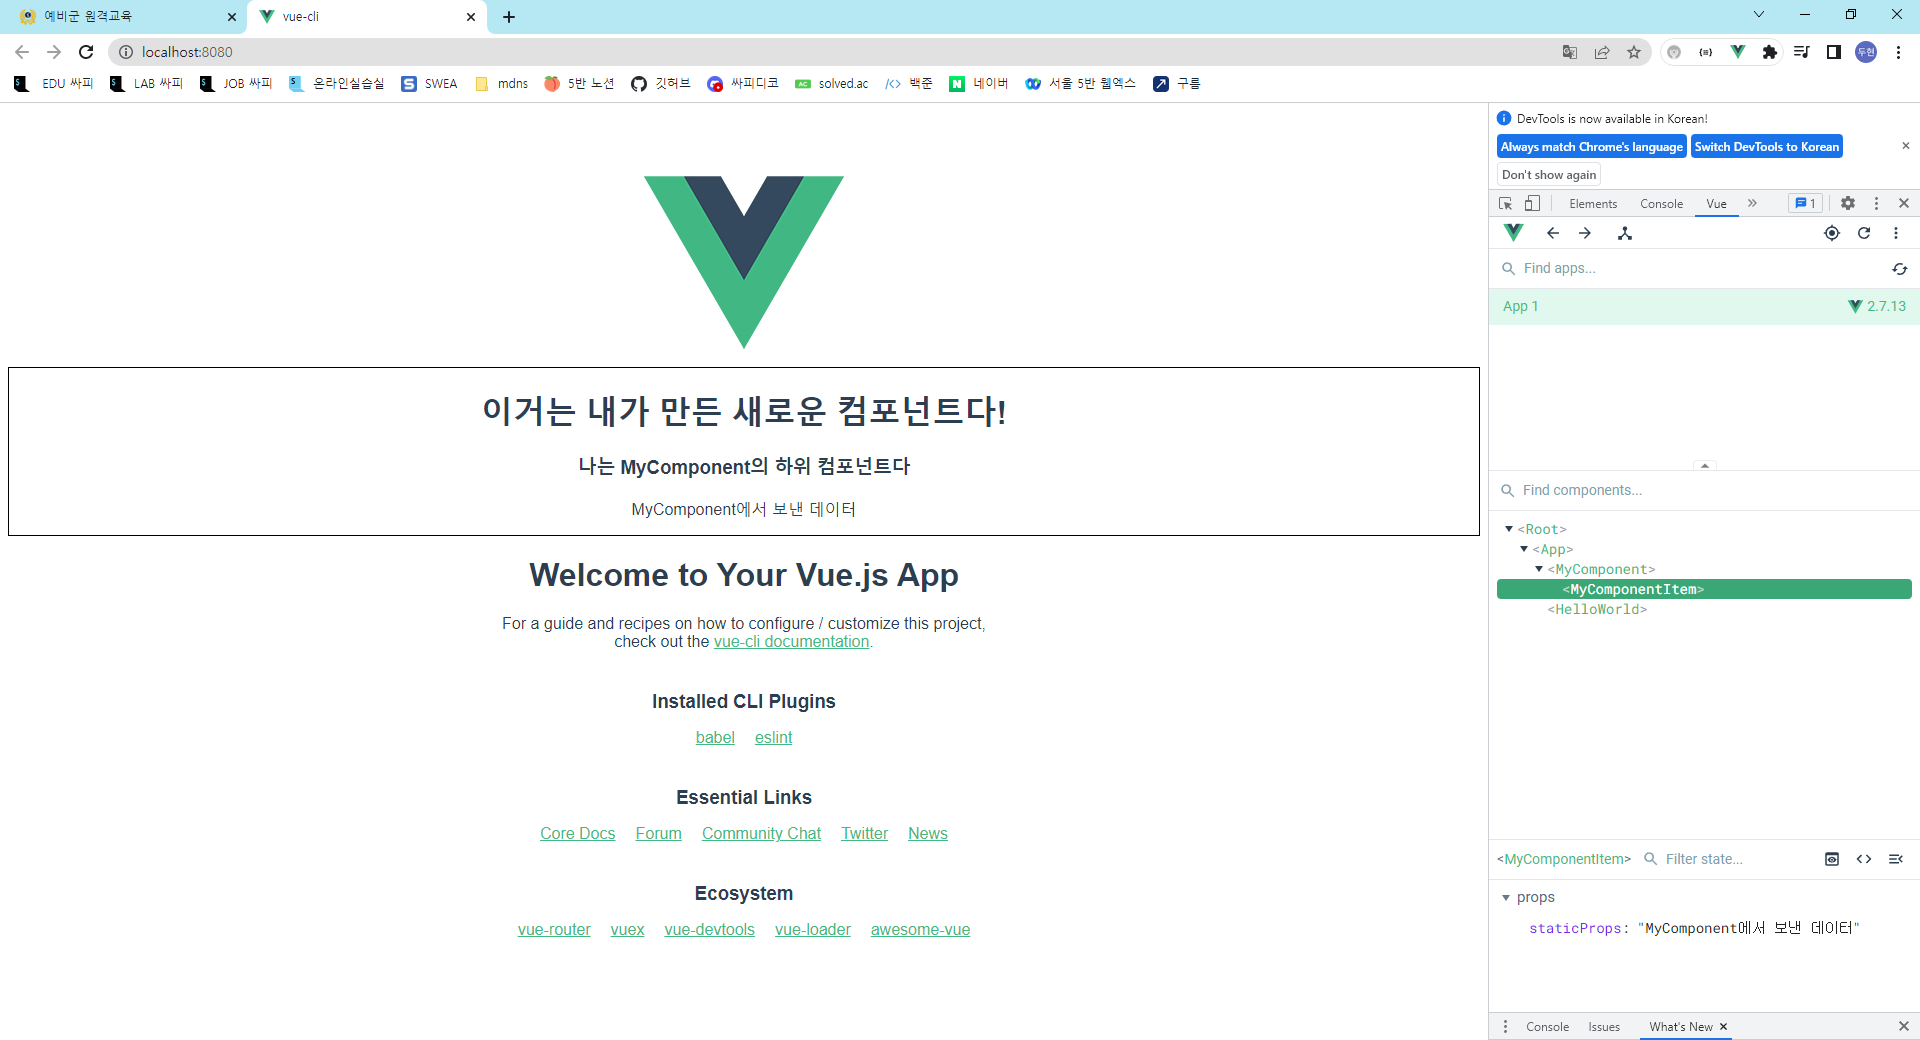 예비군 원격교육
vue-cli
localhost:8080
두현
EDU 싸피 LAB 싸피 JOB 싸피 온라인실습실 SWEA mdns 5반 노션 깃허브 싸피디코 solved.ac 백준 네이버 서울 5반 웹엑스 구름
이거는 내가 만든 새로운 컴포넌트다!
나는 MyComponent의 하위 컴포넌트다
MyComponent에서 보낸 데이터
Welcome to Your Vue.js App
For a guide and recipes on how to configure / customize this project,
check out the vue-cli documentation.
Installed CLI Plugins
babel eslint
Essential Links
Core Docs Forum Community Chat Twitter News
Ecosystem
vue-router vuex vue-devtools vue-loader awesome-vue
DevTools is now available in Korean!
Always match Chrome's language Switch DevTools to Korean
Don't show again
Elements Console Vue 1
Find apps...
App 1 2.7.13
Find components...
<Root>
<App>
<MyComponent>
<MyComponentItem>
<HelloWorld>
<MyComponentItem> Filter state...
props
staticProps: "MyComponent에서 보낸 데이터"
Console Issues What's New